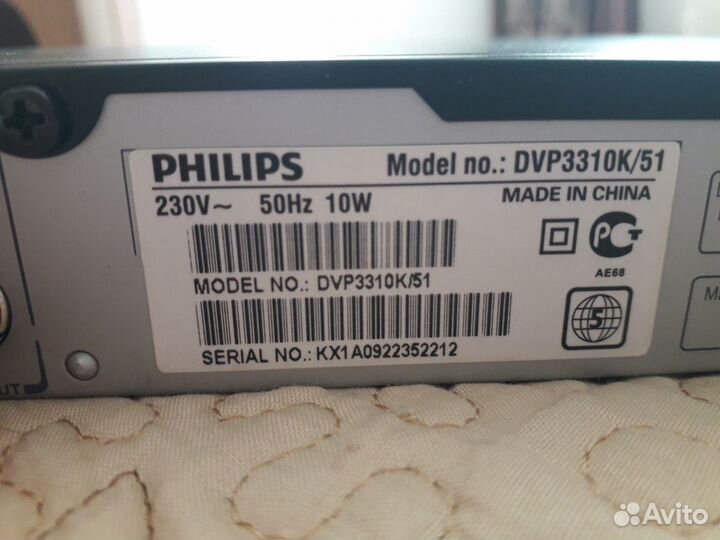 PHILIPS Model no.: DVP3310K/51
230V~ 50Hz 10W MADE IN CHINA
PCT
AE68
MODEL NO.: DVP3310K/51
5
SERIAL NO.: KX1A0922352212
Avito